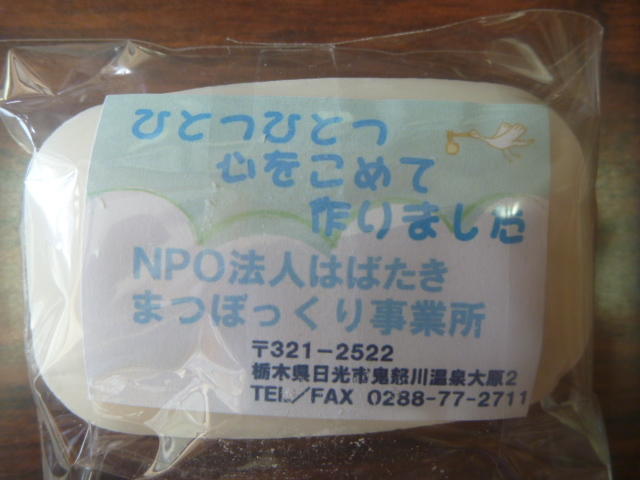 ひとつひとつ
心をこめて
作りました
NPO法人はばたき
まつぼっくり事業所
〒321-2522
栃木県日光市鬼怒川温泉大原2
TEL/FAX 0288-77-2711